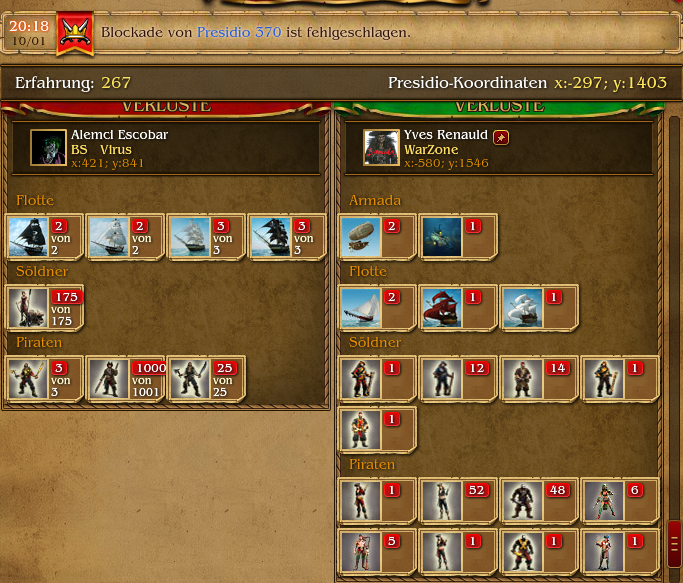 20:18
10/01
Blockade von Presidio 370 ist fehlgeschlagen.
Erfahrung: 267
Presidio-Koordinaten x:-297; y:1403
VERLUSTE
VERLUSTE
Alemci Escobar
BS Virus
x:421; y:841
Yves Renauld
WarZone
x:-580; y:1546
Flotte
2 von 2
2 von 2
3 von 3
3 von 3
Söldner
175 von 175
Piraten
3 von 3
1000 von 1001
25 von 25
Armada
2
1
Flotte
2
1
1
Söldner
1
12
14
1
1
Piraten
1
52
48
6
5
1
1
1